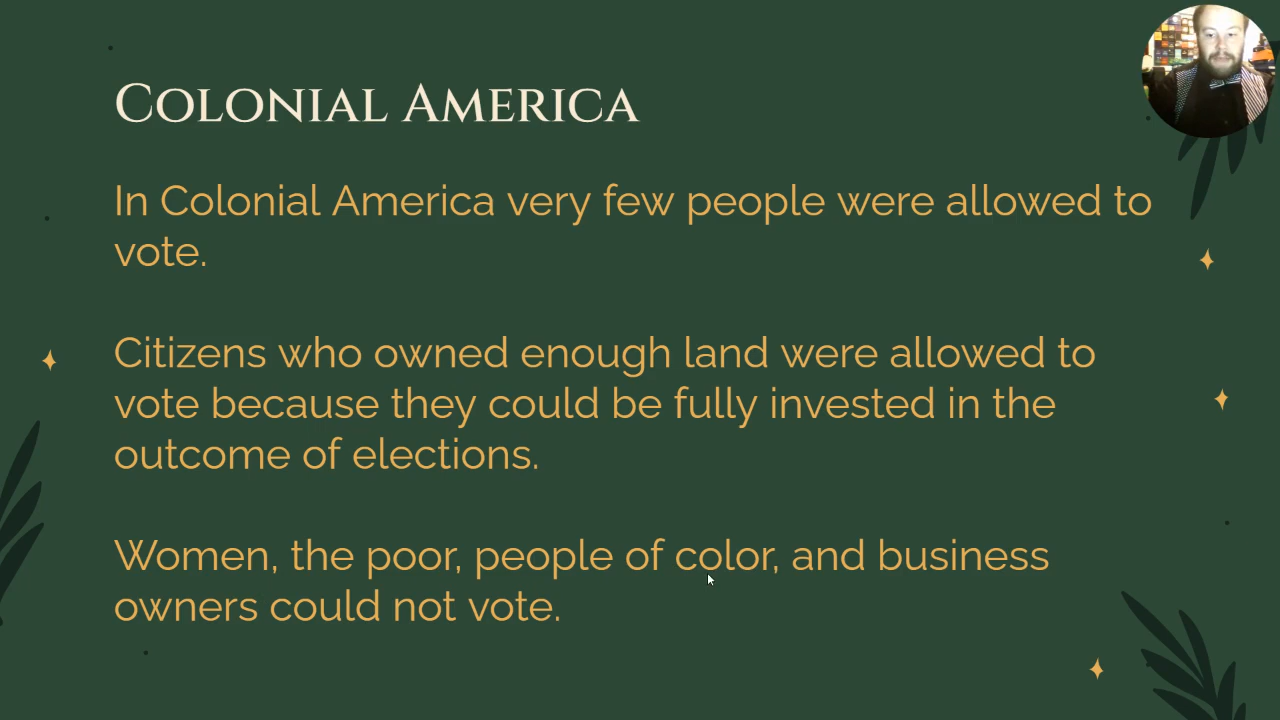 Colonial America
In Colonial America very few people were allowed to
vote.
Citizens who owned enough land were allowed to
vote because they could be fully invested in the
outcome of elections.
Women, the poor, people of color, and business
owners could not vote.